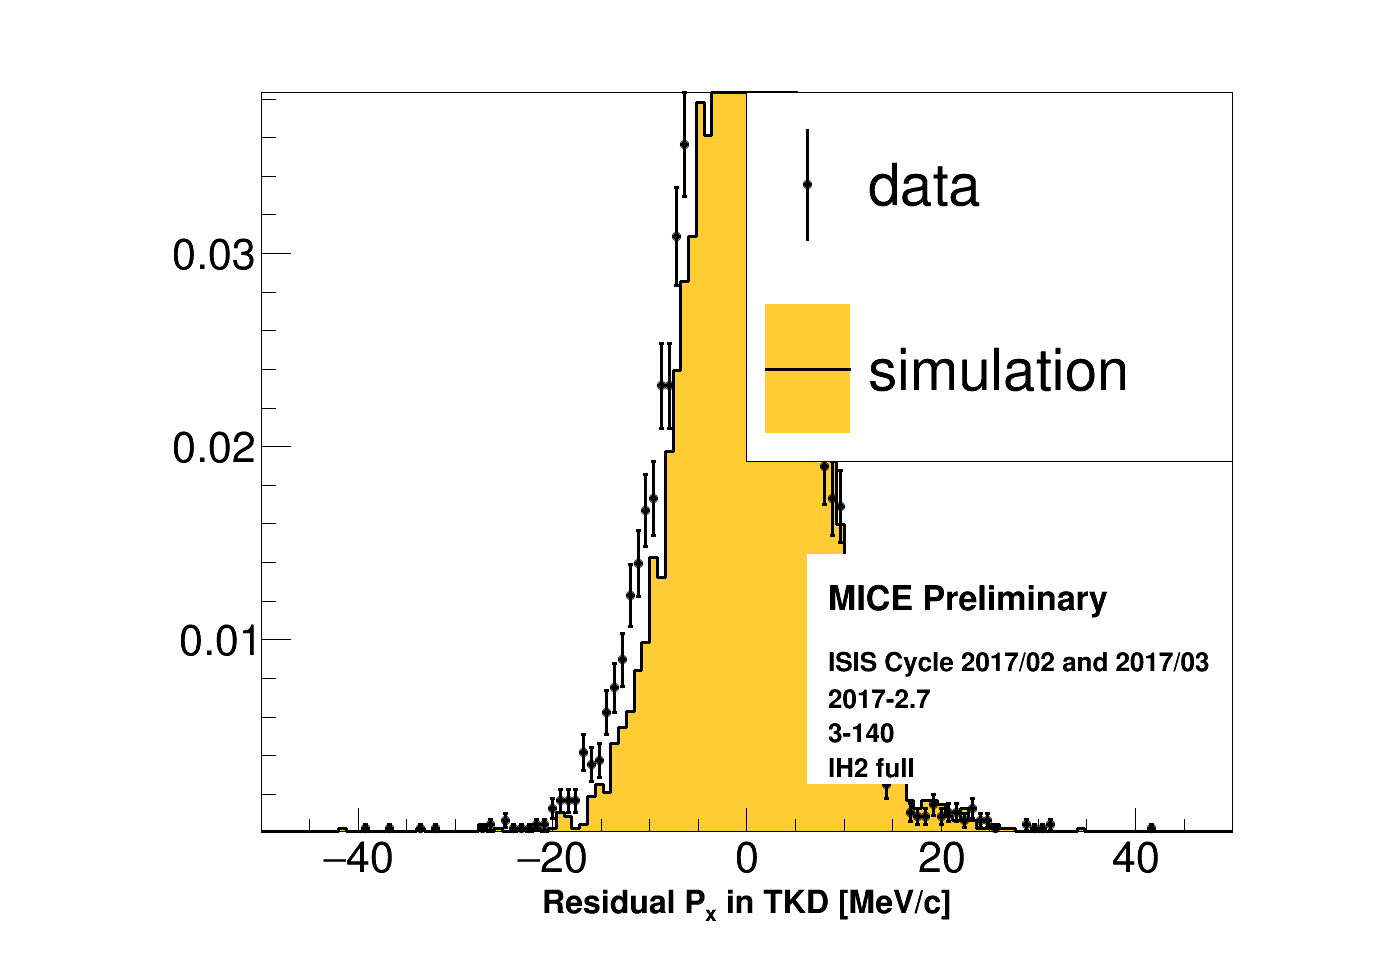 data
simulation
0.03
0.02
0.01
MICE Preliminary
ISIS Cycle 2017/02 and 2017/03
2017-2.7
3-140
IH2 full
−40 −20 0 20 40
Residual Px in TKD [MeV/c]